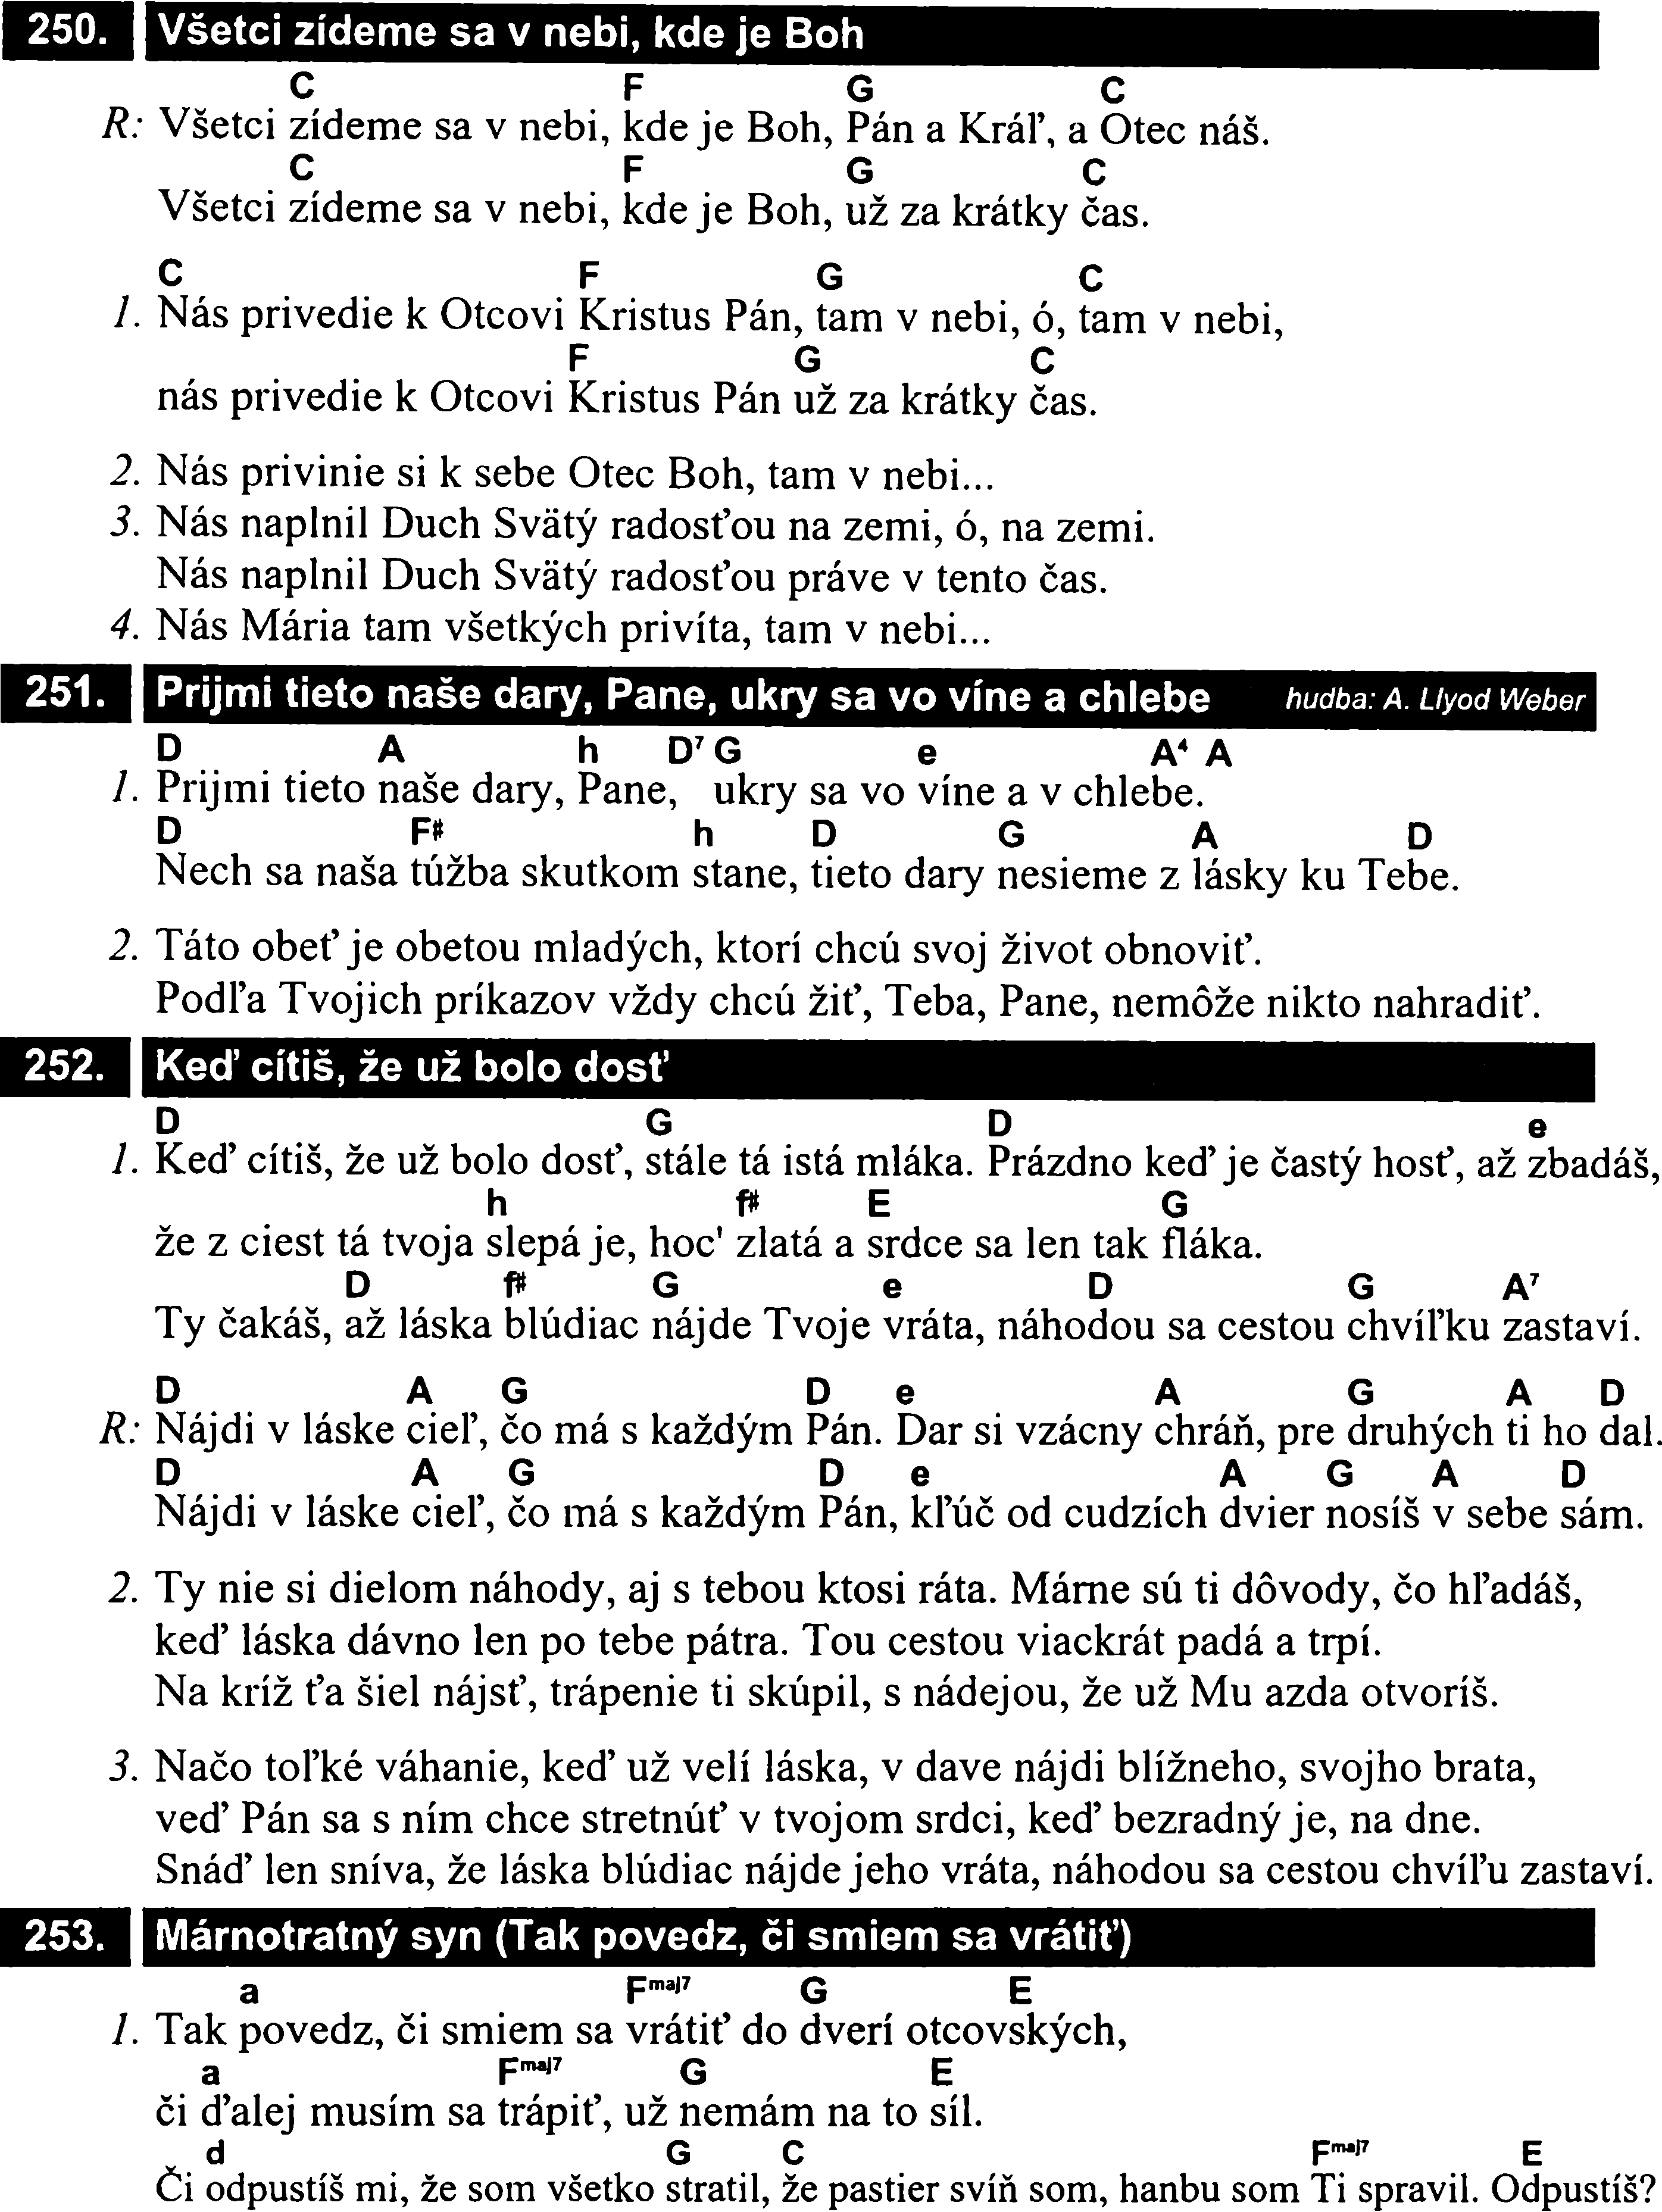 250. Všetci zídeme sa v nebi, kde je Boh
C F G C
R: Všetci zídeme sa v nebi, kde je Boh, Pán a Kráľ, a Otec náš.
C F G C
Všetci zídeme sa v nebi, kde je Boh, už za krátky čas.
C F G C
1. Nás privedie k Otcovi Kristus Pán, tam v nebi, ó, tam v nebi,
F G C
nás privedie k Otcovi Kristus Pán už za krátky čas.
2. Nás privinie si k sebe Otec Boh, tam v nebi...
3. Nás naplnil Duch Svätý radosťou na zemi, ó, na zemi.
Nás naplnil Duch Svätý radosťou práve v tento čas.
4. Nás Mária tam všetkých privíta, tam v nebi...
251. Prijmi tieto naše dary, Pane, ukry sa vo víne a chlebe hudba: A. Llyod Weber
D A h D⁷ G e A⁴ A
1. Prijmi tieto naše dary, Pane, ukry sa vo víne a v chlebe.
D F# h D G A D
Nech sa naša túžba skutkom stane, tieto dary nesieme z lásky ku Tebe.
2. Táto obeť je obetou mladých, ktorí chcú svoj život obnoviť.
Podľa Tvojich príkazov vždy chcú žiť, Teba, Pane, nemôže nikto nahradiť.
252. Keď cítiš, že už bolo dosť
D G D e
1. Keď cítiš, že už bolo dosť, stále tá istá mláka. Prázdno keď je častý hosť, až zbadáš,
h f# E G
že z ciest tá tvoja slepá je, hoc' zlatá a srdce sa len tak fláka.
D f# G e D G A⁷
Ty čakáš, až láska blúdiac nájde Tvoje vráta, náhodou sa cestou chvíľku zastaví.
D A G D e A G A D
R: Nájdi v láske cieľ, čo má s každým Pán. Dar si vzácny chráň, pre druhých ti ho dal.
D A G D e A G A D
Nájdi v láske cieľ, čo má s každým Pán, kľúč od cudzích dvier nosíš v sebe sám.
2. Ty nie si dielom náhody, aj s tebou ktosi ráta. Márne sú ti dôvody, čo hľadáš,
keď láska dávno len po tebe pátra. Tou cestou viackrát padá a trpí.
Na kríž ťa šiel nájsť, trápenie ti skúpil, s nádejou, že už Mu azda otvoríš.
3. Načo toľké váhanie, keď už velí láska, v dave nájdi blížneho, svojho brata,
veď Pán sa s ním chce stretnúť v tvojom srdci, keď bezradný je, na dne.
Snáď len sníva, že láska blúdiac nájde jeho vráta, náhodou sa cestou chvíľu zastaví.
253. Márnotratný syn (Tak povedz, či smiem sa vrátiť)
a Fmaj7 G E
1. Tak povedz, či smiem sa vrátiť do dverí otcovských,
a Fmaj7 G E
či ďalej musím sa trápiť, už nemám na to síl.
d G C Fmaj7 E
Či odpustíš mi, že som všetko stratil, že pastier svíň som, hanbu som Ti spravil. Odpustíš?